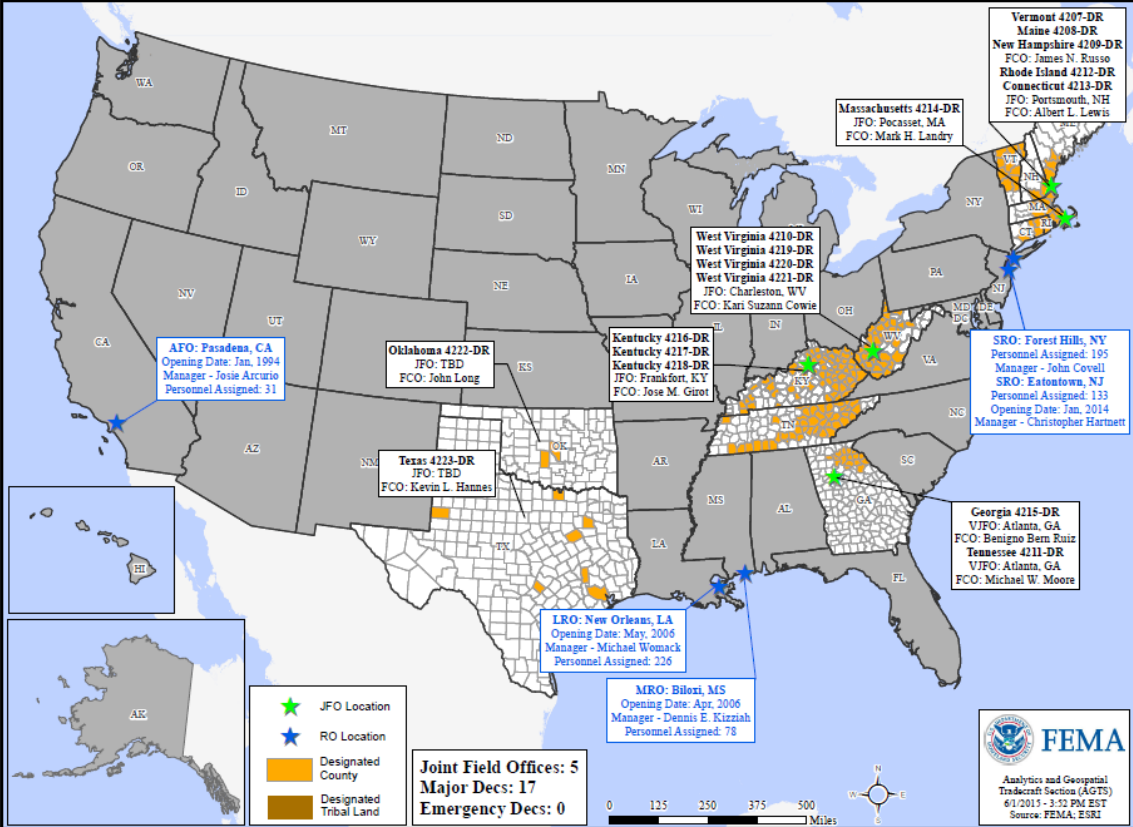 Vermont 4207-DR
Maine 4208-DR
New Hampshire 4209-DR
FCO: James N. Russo
Rhode Island 4212-DR
Connecticut 4213-DR
JFO: Portsmouth, NH
FCO: Albert L. Lewis
Massachusetts 4214-DR
JFO: Pocasset, MA
FCO: Mark H. Landry
WA
MT
ND
MN
ME
VT
NH
OR
ID
SD
WI
NY
MA
RI
CT
WY
West Virginia 4210-DR
West Virginia 4219-DR
West Virginia 4220-DR
West Virginia 4221-DR
JFO: Charleston, WV
FCO: Kari Suzann Cowie
IA
NE
PA
NJ
OH
IN
IL
MD
DE
DC
NV
UT
CA
WV
VA
KS
KY
AFO: Pasadena, CA
Opening Date: Jan, 1994
Manager - Josie Arcurio
Personnel Assigned: 31
Oklahoma 4222-DR
JFO: TBD
FCO: John Long
Kentucky 4216-DR
Kentucky 4217-DR
Kentucky 4218-DR
JFO: Frankfort, KY
FCO: Jose M. Girot
SRO: Forest Hills, NY
Personnel Assigned: 195
Manager - John Covell
SRO: Eatontown, NJ
Personnel Assigned: 133
Opening Date: Jan, 2014
Manager - Christopher Hartnett
AZ
NM
OK
AR
TN
NC
SC
Texas 4223-DR
JFO: TBD
FCO: Kevin L. Hannes
MS
AL
GA
TX
LA
FL
Georgia 4215-DR
VJFO: Atlanta, GA
FCO: Benigno Bern Ruiz
Tennessee 4211-DR
VJFO: Atlanta, GA
FCO: Michael W. Moore
HI
LRO: New Orleans, LA
Opening Date: May, 2006
Manager - Michael Womack
Personnel Assigned: 226
MRO: Biloxi, MS
Opening Date: Apr, 2006
Manager - Dennis E. Kizziah
Personnel Assigned: 78
AK
JFO Location
RO Location
Designated
County
Designated
Tribal Land
Joint Field Offices: 5
Major Decs: 17
Emergency Decs: 0
N
W
E
S
0 125 250 375 500
Miles
FEMA
Analytics and Geospatial
Tradecraft Section (AGTS)
6/1/2015 - 3:52 PM EST
Source: FEMA; ESRI